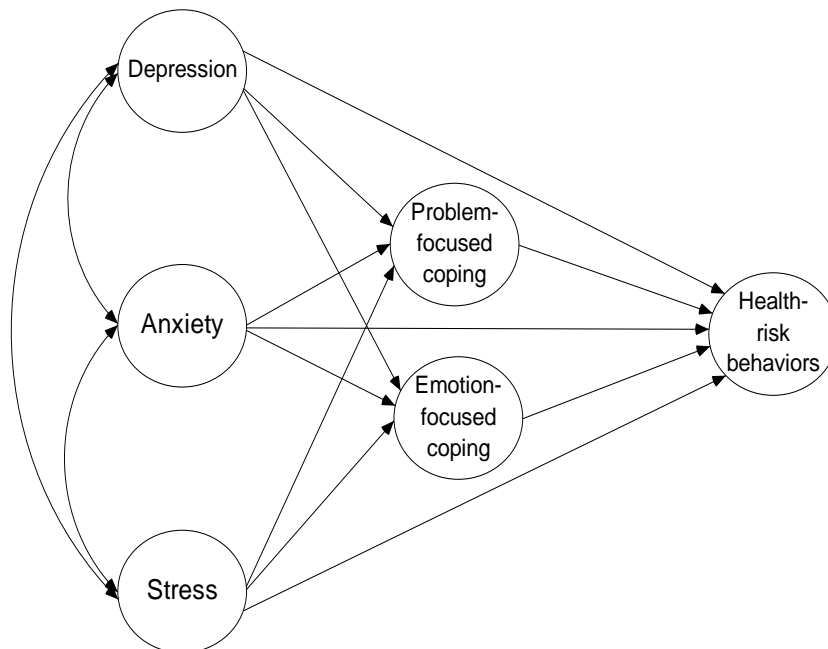 Depression
Problem-
focused
coping
Anxiety
Health-
risk
behaviors
Emotion-
focused
coping
Stress